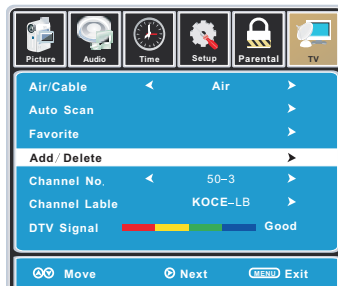 Picture Audio Time Setup Parental TV
Air/Cable Air
Auto Scan
Favorite
Add/Delete
Channel No. 50–3
Channel Lable KOCE–LB
DTV Signal Good
Move Next MENU Exit